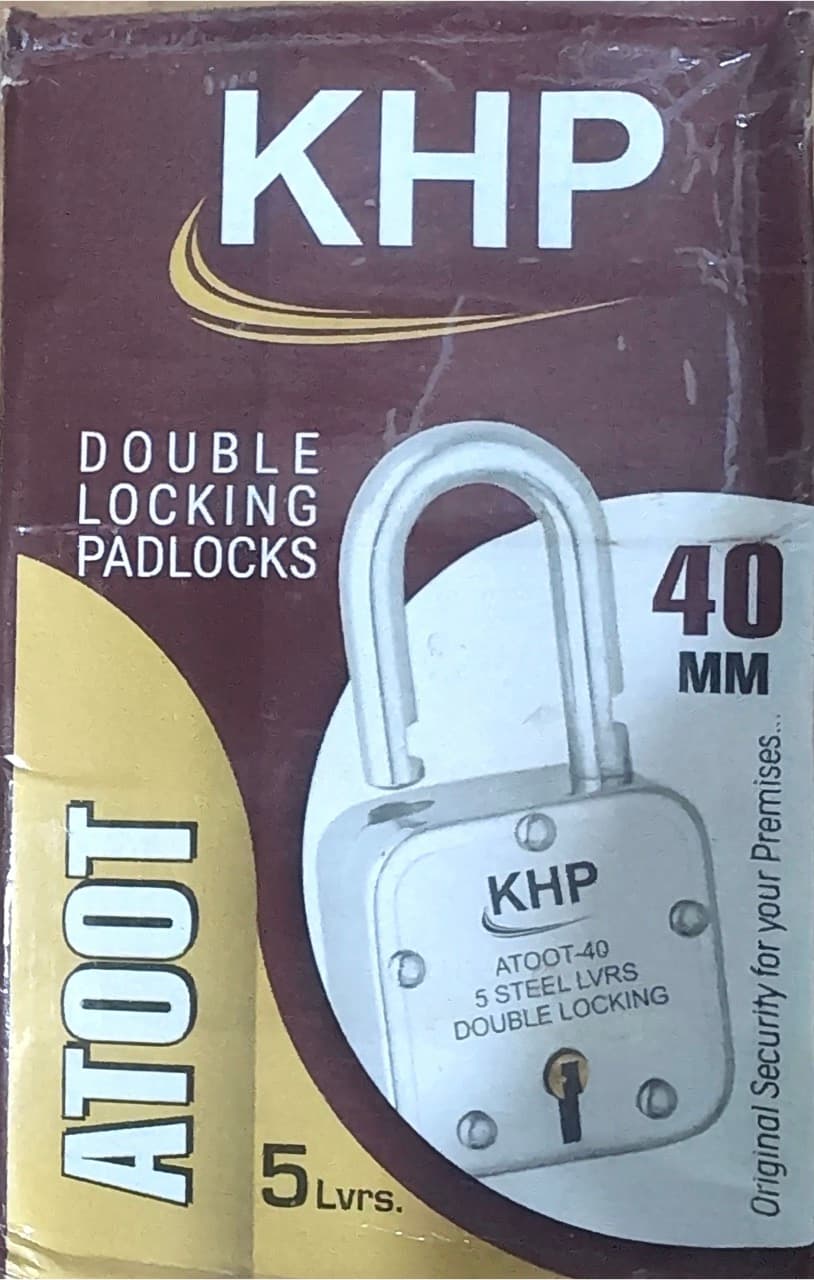 KHP
DOUBLE
LOCKING
PADLOCKS
40
MM
KHP
ATOOT-40
5 STEEL LVRS
DOUBLE LOCKING
Original Security for your Premises...
ATOOT
5 Lvrs.